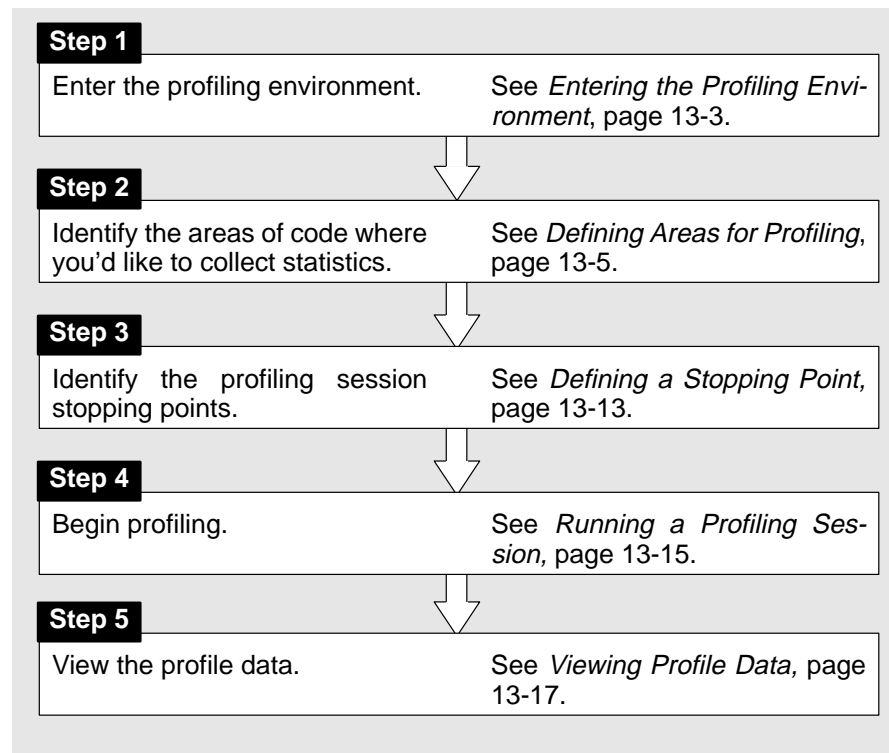 Step 1
Enter the profiling environment.
See Entering the Profiling Envi-
ronment, page 13-3.
Step 2
Identify the areas of code where
you'd like to collect statistics.
See Defining Areas for Profiling,
page 13-5.
Step 3
Identify the profiling session
stopping points.
See Defining a Stopping Point,
page 13-13.
Step 4
Begin profiling.
See Running a Profiling Ses-
sion, page 13-15.
Step 5
View the profile data.
See Viewing Profile Data, page
13-17.